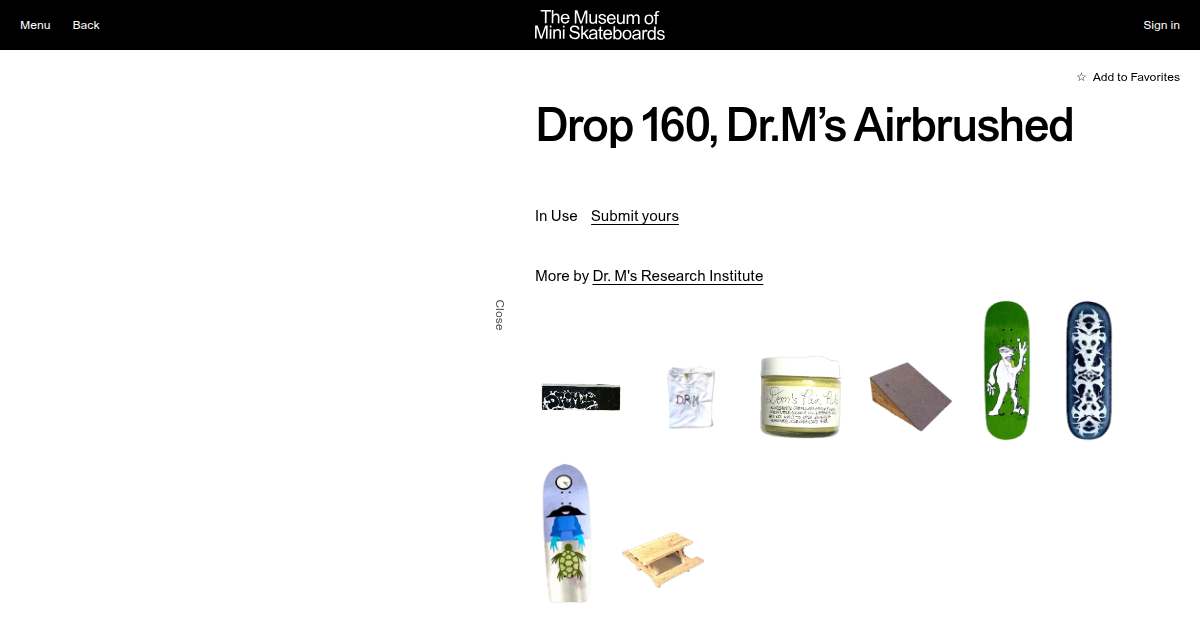 Menu
Back
The Museum of
Mini Skateboards
Sign in
☆ Add to Favorites
Drop 160, Dr.M’s Airbrushed
In Use
Submit yours
More by Dr. M's Research Institute
Close
DR M